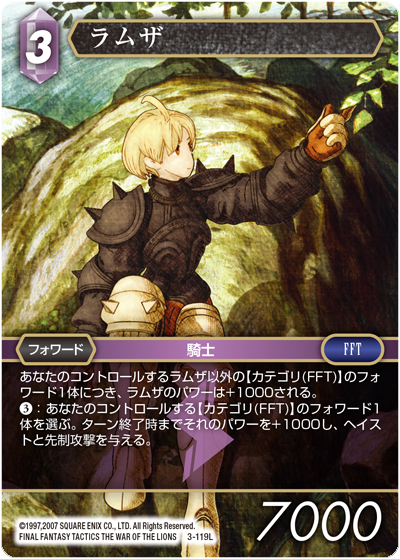 3
ラムザ
フォワード
騎士
FFT
あなたのコントロールするラムザ以外の【カテゴリ(FFT)】のフォ
ワード1体につき、ラムザのパワーは+1000される。
❸：あなたのコントロールする【カテゴリ(FFT)】のフォワード1
体を選ぶ。ターン終了時までそのパワーを+1000し、ヘイス
トと先制攻撃を与える。
©1997,2007 SQUARE ENIX CO., LTD. All Rights Reserved.
FINAL FANTASY TACTICS THE WAR OF THE LIONS
3-119L
7000